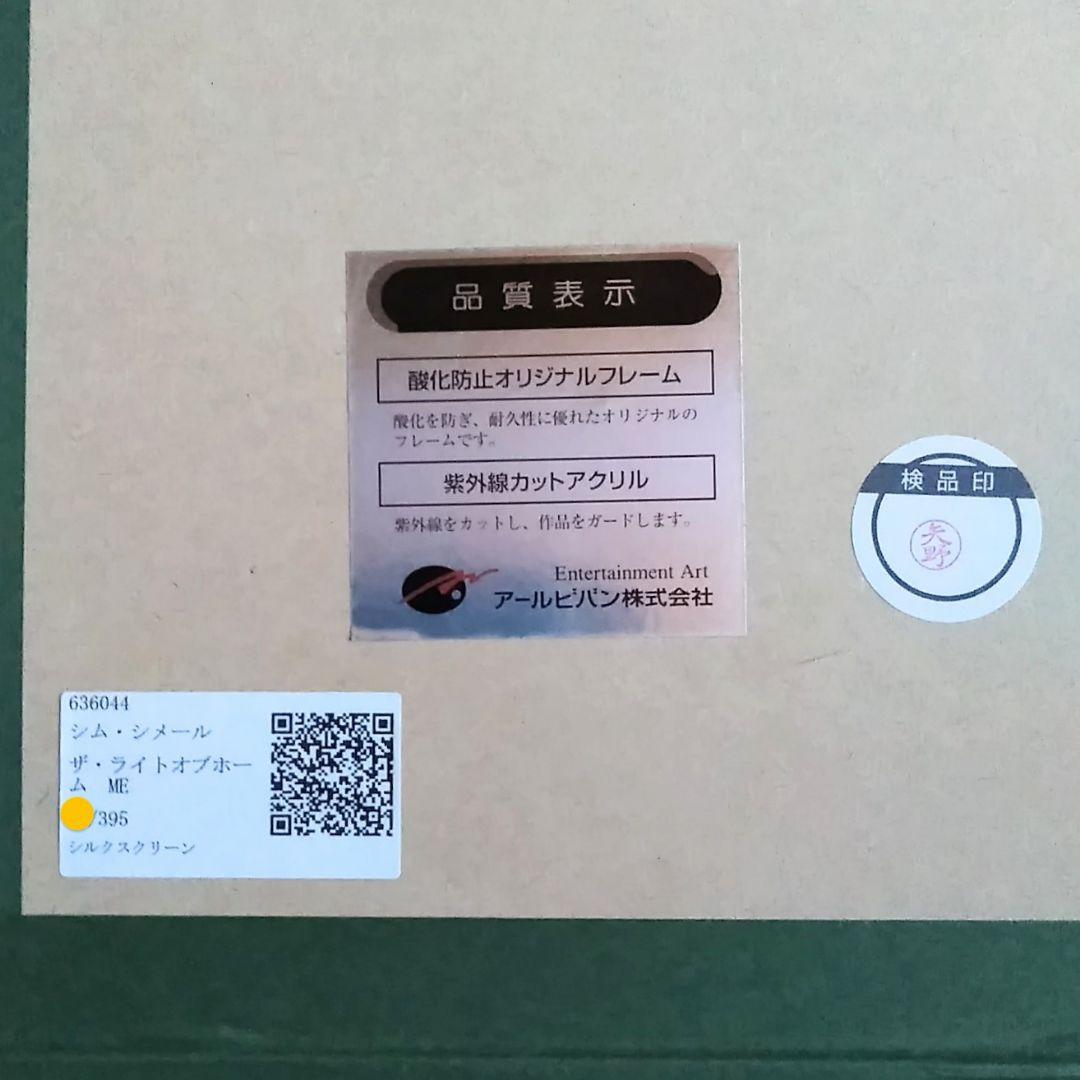 品質表示
酸化防止オリジナルフレーム
酸化を防ぎ、耐久性に優れたオリジナルの
フレームです。
紫外線カットアクリル
紫外線をカットし、作品をガードします。
Entertainment Art
アールビバン株式会社
検品印
矢野
636044
シム・シメール
ザ・ライトオブホー
ム ME
/395
シルクスクリーン